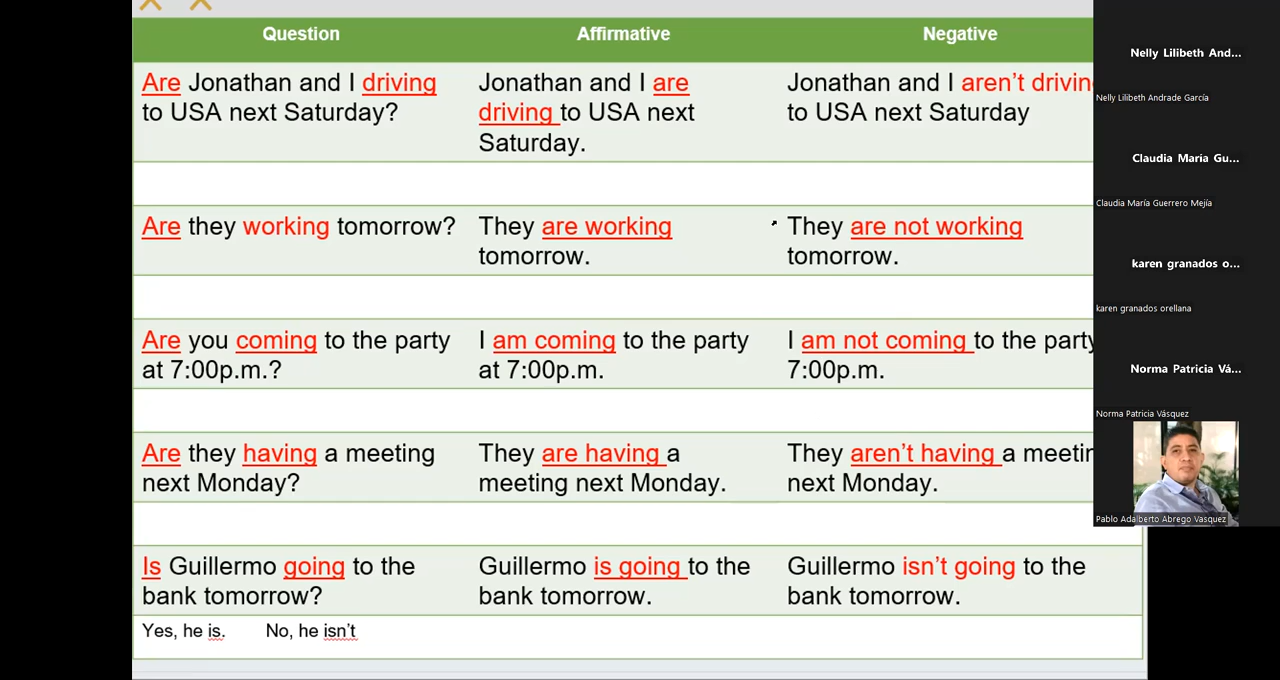 Question Affirmative Negative
Are Jonathan and I driving
to USA next Saturday?
Jonathan and I are
driving to USA next
Saturday.
Jonathan and I aren’t drivin
to USA next Saturday
Are they working tomorrow?
They are working
tomorrow.
They are not working
tomorrow.
Are you coming to the party
at 7:00p.m.?
I am coming to the party
at 7:00p.m.
I am not coming to the party
7:00p.m.
Are they having a meeting
next Monday?
They are having a
meeting next Monday.
They aren’t having a meetin
next Monday.
Is Guillermo going to the
bank tomorrow?
Guillermo is going to the
bank tomorrow.
Guillermo isn’t going to the
bank tomorrow.
Yes, he is. No, he isn’t
Nelly Lilibeth And...
Nelly Lilibeth Andrade García
Claudia Maria Gu...
Claudia María Guerrero Mejía
karen granados o...
karen granados orellana
Norma Patricia Vá...
Norma Patricia Vásquez
Pablo Adalberto Abrego Vasquez